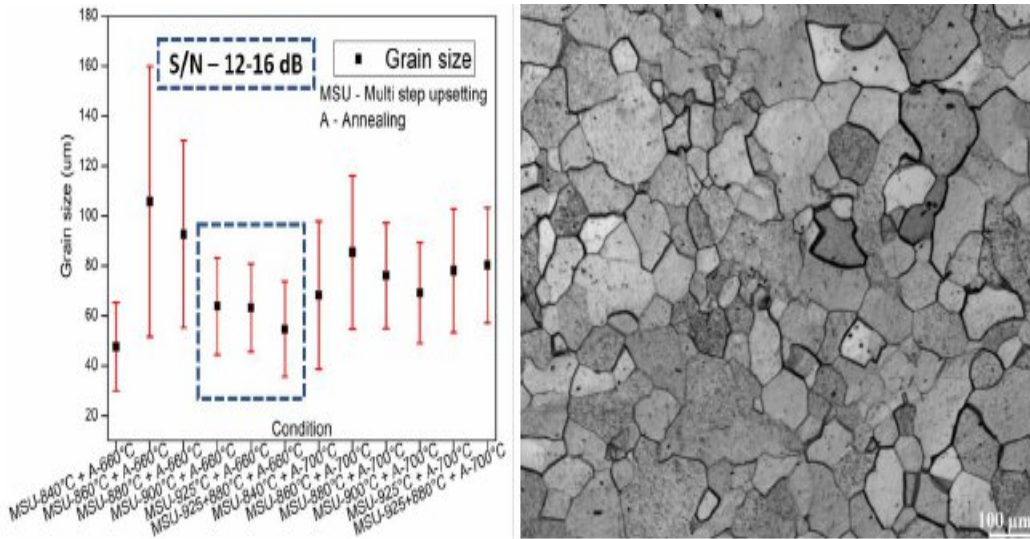 180
160
140
120
100
80
60
40
20
Grain size (um)
S/N – 12-16 dB
Grain size
MSU - Multi step upsetting
A - Annealing
Condition
MSU-840°C + A-660°C
MSU-860°C + A-660°C
MSU-880°C + A-660°C
MSU-900°C + A-660°C
MSU-925°C + A-660°C
MSU-925+880°C + A-660°C
MSU-840°C + A-700°C
MSU-860°C + A-700°C
MSU-880°C + A-700°C
MSU-900°C + A-700°C
MSU-925°C + A-700°C
MSU-925+880°C + A-700°C
100 µm